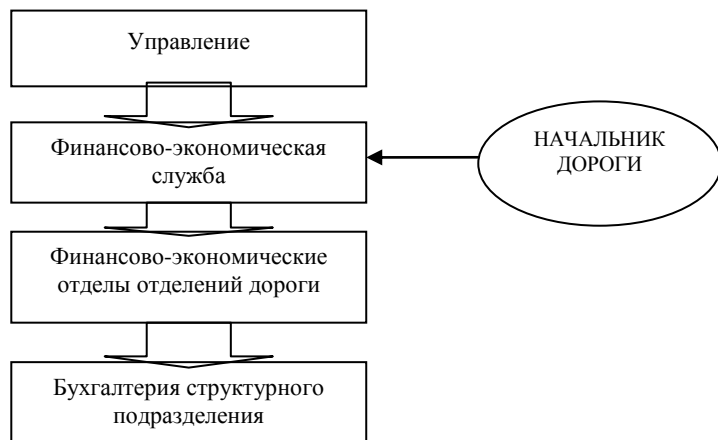 Управление
Финансово-экономическая
служба
НАЧАЛЬНИК
ДОРОГИ
Финансово-экономические
отделы отделений дороги
Бухгалтерия структурного
подразделения